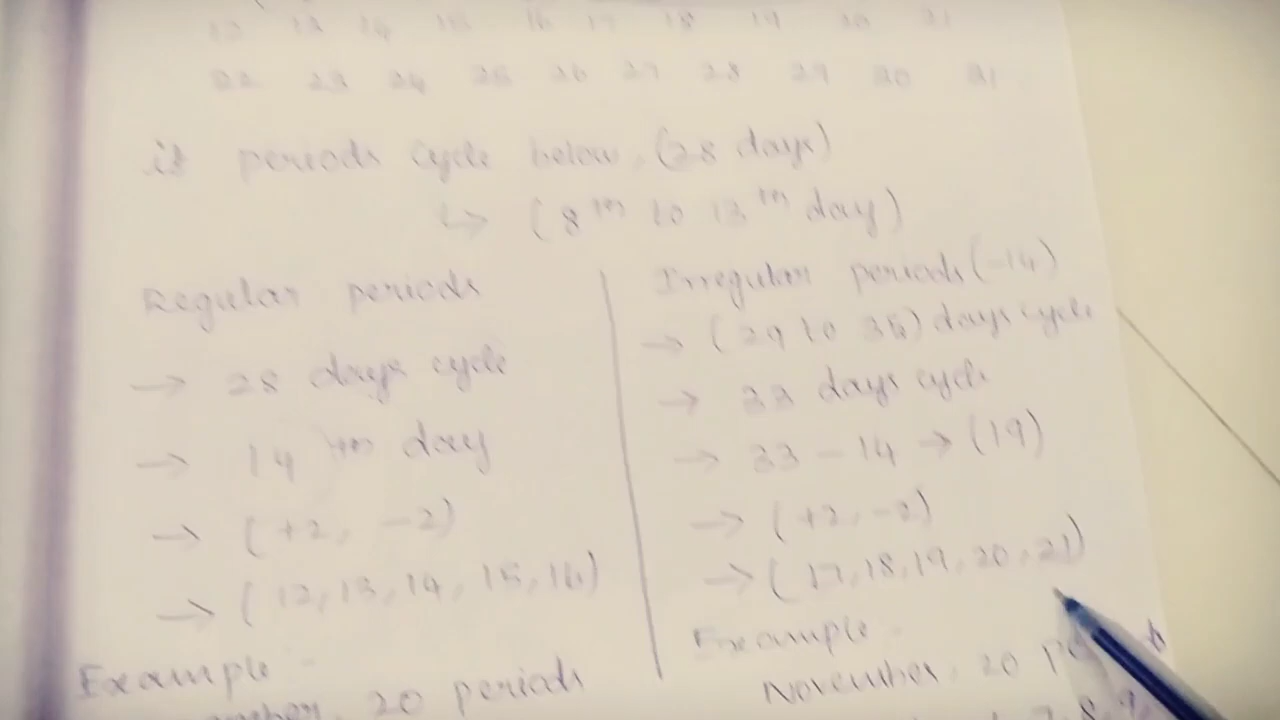 12 13 14 15 16 17 18 19 20 21
22 23 24 25 26 27 28 29 30 31
if periods cycle below (28 days)
↳ (8th to 13th day)
Regular periods
→ 28 days cycle
→ 14th day
→ (+2, -2)
→ (12, 13, 14, 15, 16)
Example
20 periods
Irregular periods (-14)
→ (29 to 35) days cycle
→ 33 days cycle
→ 33 - 14 → (19)
→ (+2, -2)
→ (17, 18, 19, 20, 21)
Example
November, 20